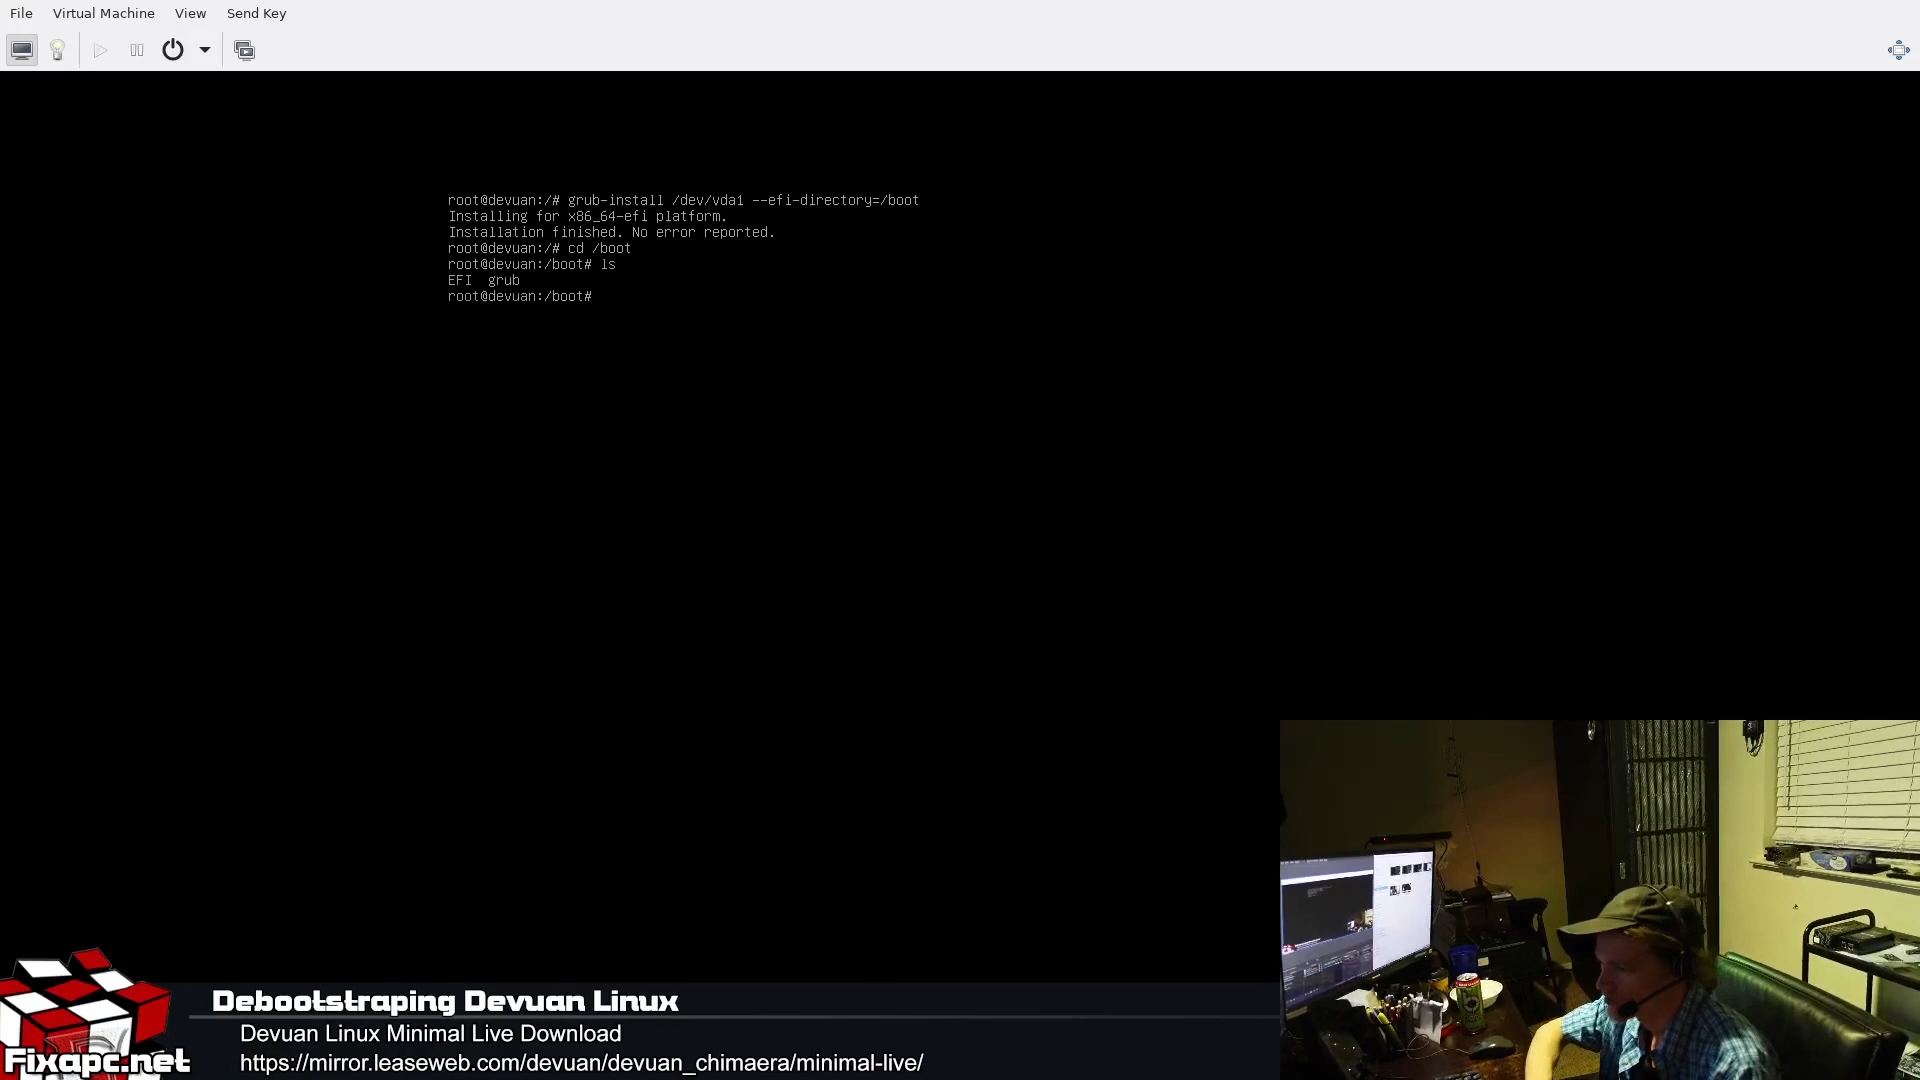 File Virtual Machine View Send Key
root@devuan:/# grub-install /dev/vda1 --efi-directory=/boot
Installing for x86_64-efi platform.
Installation finished. No error reported.
root@devuan:/# cd /boot
root@devuan:/boot# ls
EFI  grub
root@devuan:/boot#
Debootstraping Devuan Linux
Devuan Linux Minimal Live Download
https://mirror.leaseweb.com/devuan/devuan_chimaera/minimal-live/
Fixapc.net